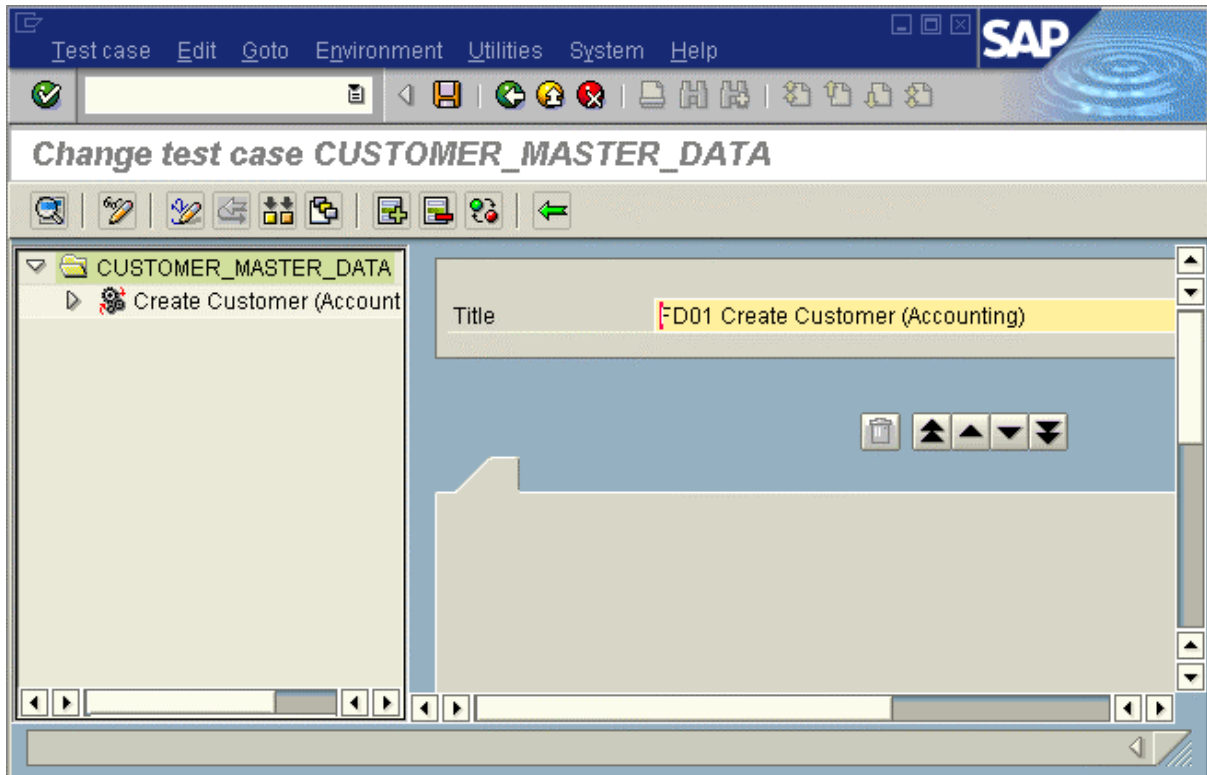 SAP
Test case Edit Goto Environment Utilities System Help
Change test case CUSTOMER_MASTER_DATA
CUSTOMER_MASTER_DATA
Create Customer (Account
Title FD01 Create Customer (Accounting)